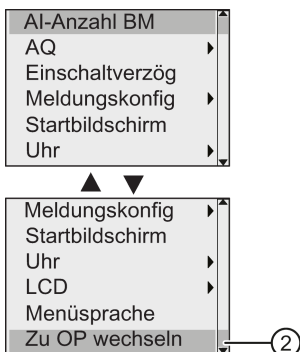 AI-Anzahl BM
AQ
Einschaltverzög
Meldungskonfig
Startbildschirm
Uhr
Meldungskonfig
Startbildschirm
Uhr
LCD
Menüsprache
Zu OP wechseln
2